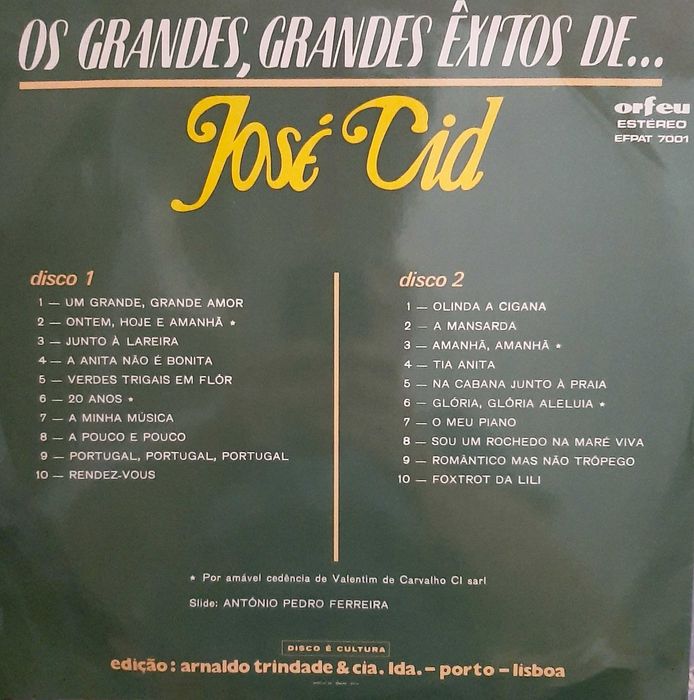 OS GRANDES, GRANDES ÊXITOS DE...
José Cid
orfeu
ESTÉREO
EFPAT 7001
disco 1
1 — UM GRANDE, GRANDE AMOR
2 — ONTEM, HOJE E AMANHÃ *
3 — JUNTO À LAREIRA
4 — A ANITA NÃO É BONITA
5 — VERDES TRIGAIS EM FLÔR
6 — 20 ANOS *
7 — A MINHA MÚSICA
8 — A POUCO E POUCO
9 — PORTUGAL, PORTUGAL, PORTUGAL
10 — RENDEZ-VOUS
disco 2
1 — OLINDA A CIGANA
2 — A MANSARDA
3 — AMANHÃ, AMANHÃ *
4 — TIA ANITA
5 — NA CABANA JUNTO À PRAIA
6 — GLÓRIA, GLÓRIA ALELUIA *
7 — O MEU PIANO
8 — SOU UM ROCHEDO NA MARÉ VIVA
9 — ROMÂNTICO MAS NÃO TRÔPEGO
10 — FOXTROT DA LILI
* Por amável cedência de Valentim de Carvalho CI sarl
Slide: ANTÓNIO PEDRO FERREIRA
DISCO É CULTURA
edição: arnaldo trindade & cia. lda. – porto – lisboa